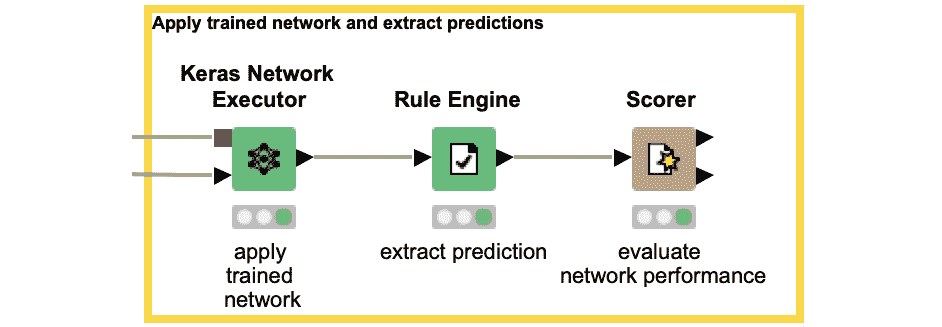 Apply trained network and extract predictions
Keras Network
Executor
Rule Engine
Scorer
apply
trained
network
extract prediction
evaluate
network performance